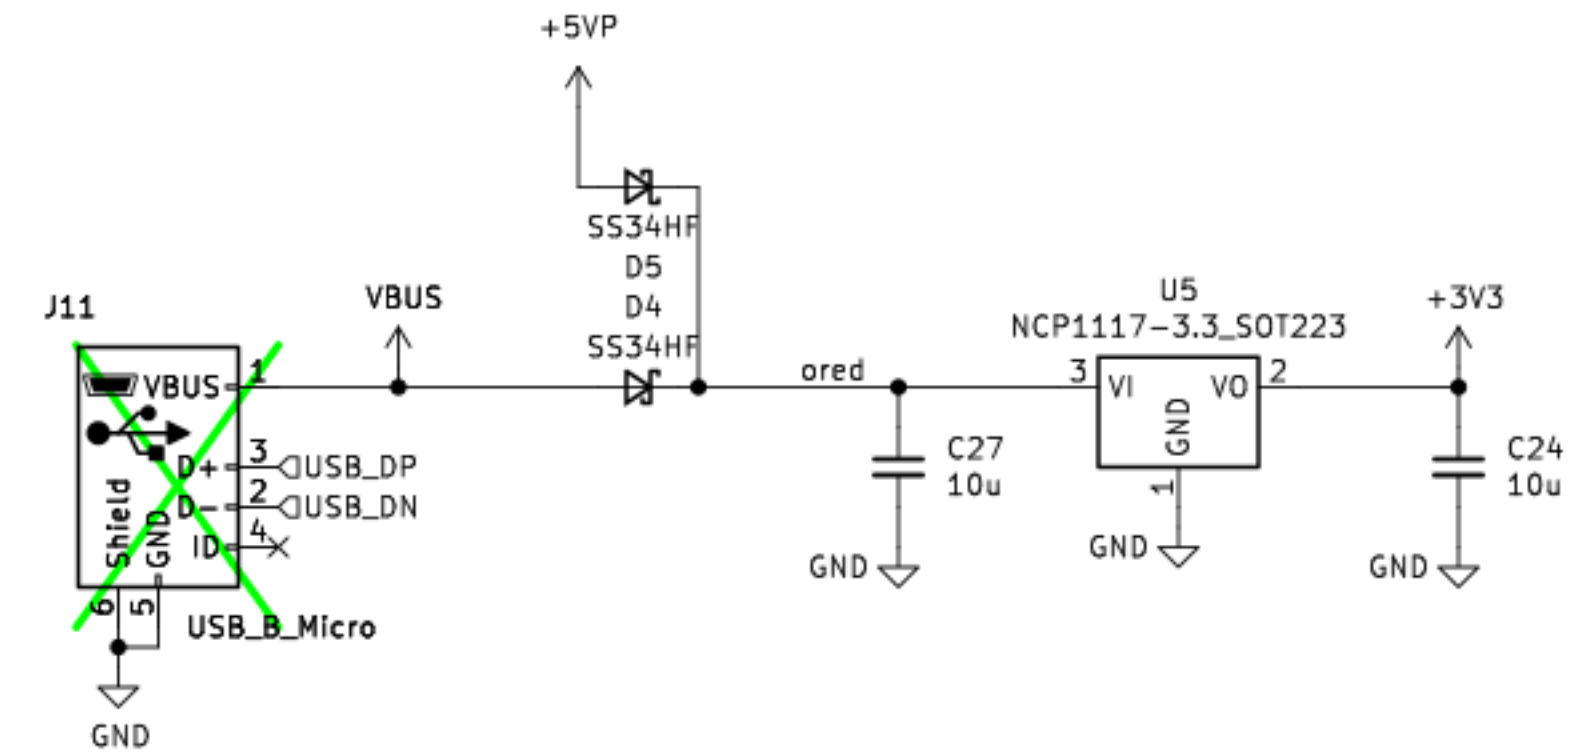 +5VP
SS34HF
D5
D4
SS34HF
J11
VBUS
VBUS
1
D+
3
USB_DP
D-
2
USB_DN
ID
4
Shield
GND
6
5
USB_B_Micro
GND
ored
C27
10u
GND
U5
NCP1117-3.3_SOT223
3
VI
VO
2
GND
1
GND
+3V3
C24
10u
GND